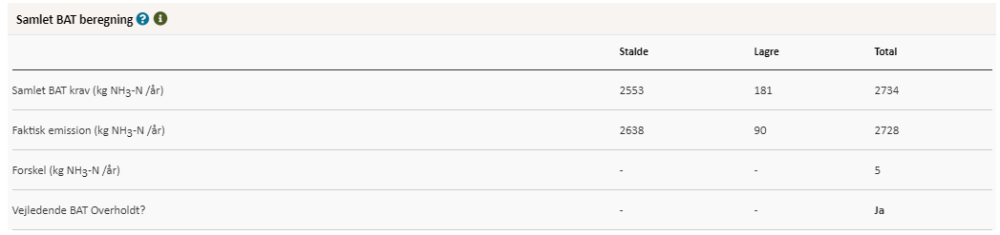 Samlet BAT beregning ? i
Stalde Lagre Total
Samlet BAT krav (kg NH3-N /år) 2553 181 2734
Faktisk emission (kg NH3-N /år) 2638 90 2728
Forskel (kg NH3-N /år) - - 5
Vejledende BAT Overholdt? - - Ja